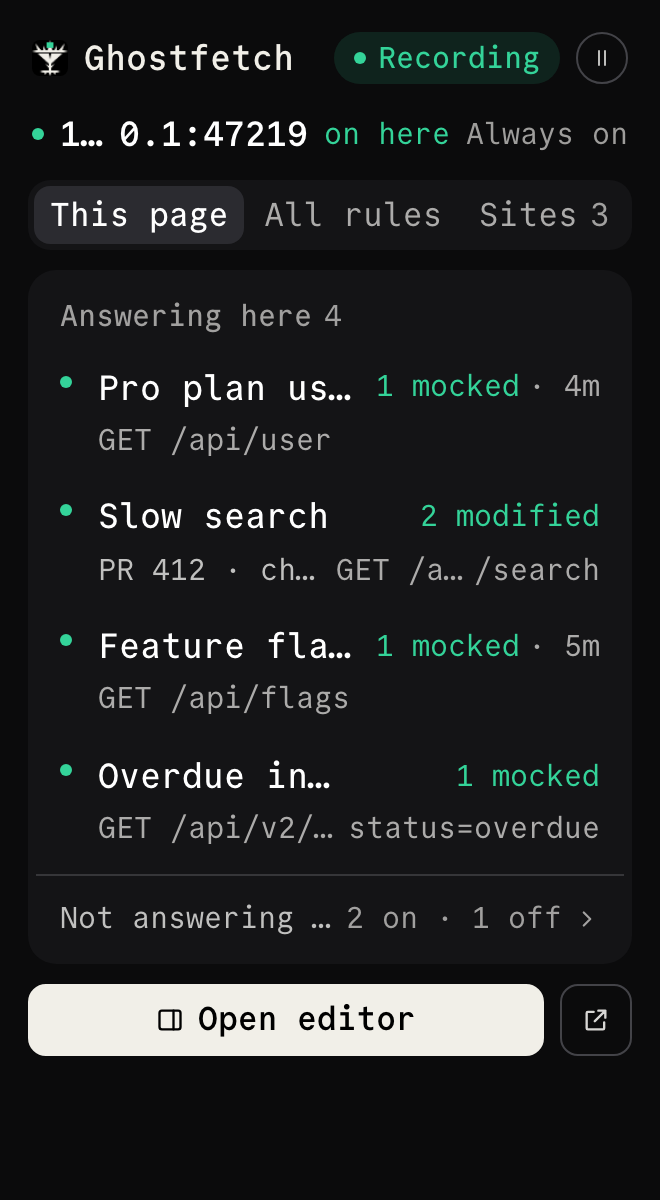 Ghostfetch Recording
1… 0.1:47219 on here Always on
This page All rules Sites 3
Answering here 4
Pro plan us… 1 mocked · 4m
GET /api/user
Slow search 2 modified
PR 412 · ch… GET /a… /search
Feature fla… 1 mocked · 5m
GET /api/flags
Overdue in… 1 mocked
GET /api/v2/… status=overdue
Not answering … 2 on · 1 off
Open editor